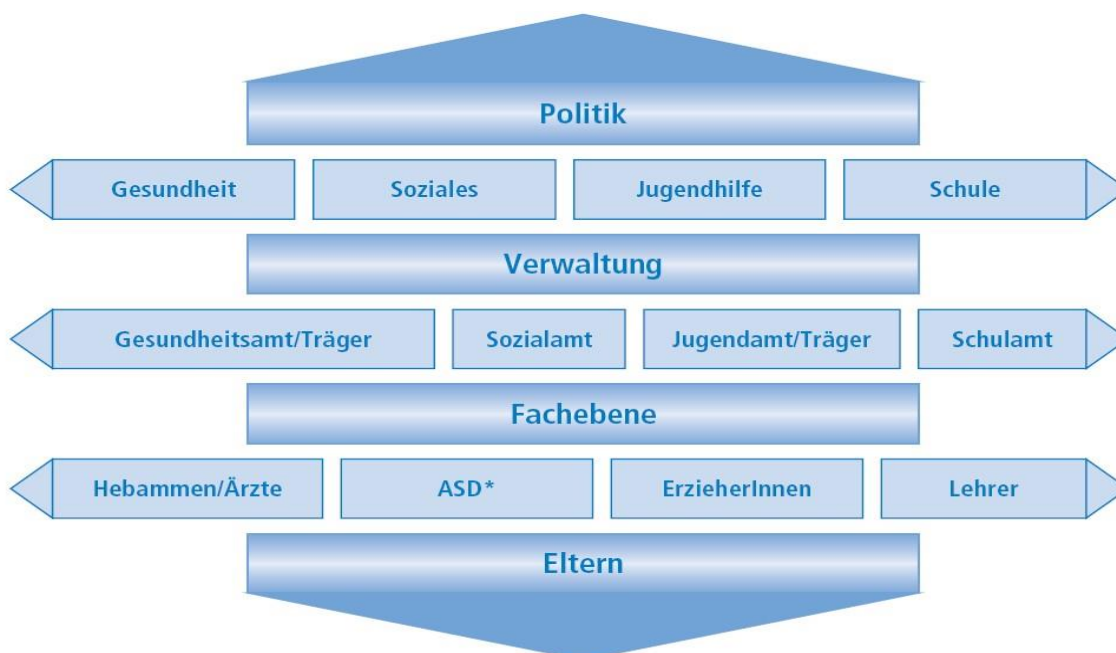 Politik
Gesundheit Soziales Jugendhilfe Schule
Verwaltung
Gesundheitsamt/Träger Sozialamt Jugendamt/Träger Schulamt
Fachebene
Hebammen/Ärzte ASD* ErzieherInnen Lehrer
Eltern